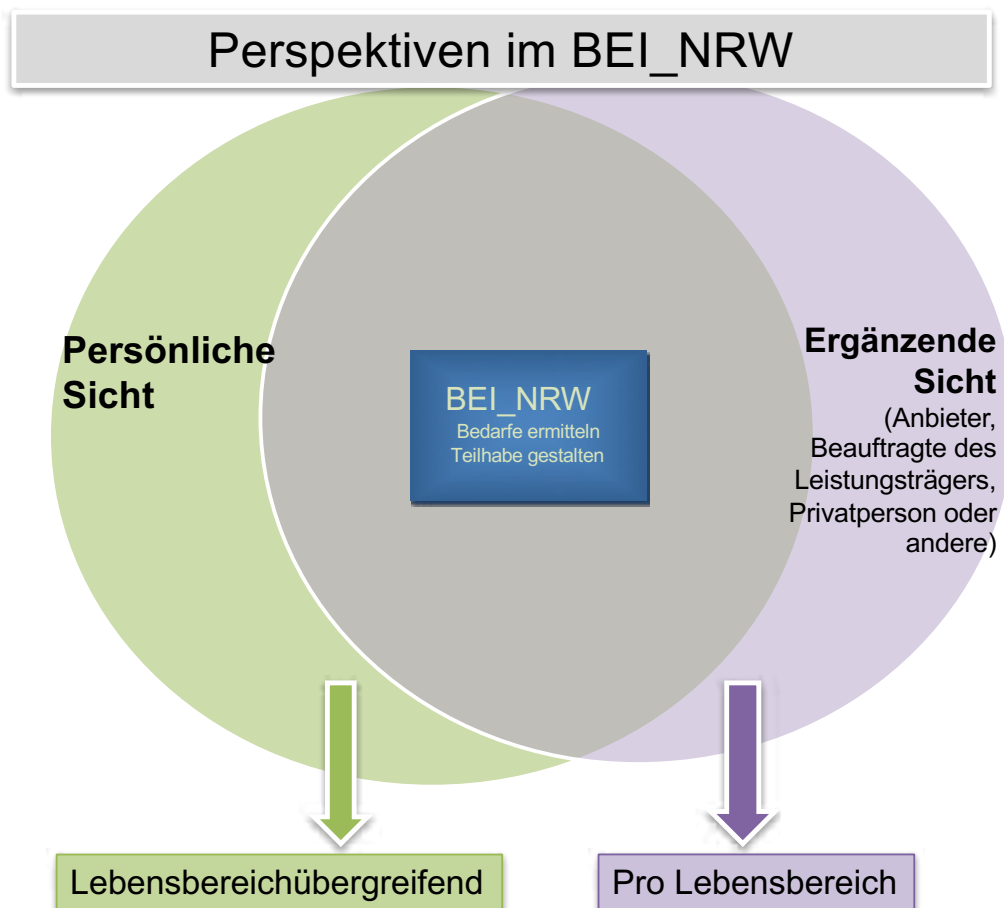 Perspektiven im BEI_NRW
Persönliche
Sicht
BEI_NRW
Bedarfe ermitteln
Teilhabe gestalten
Ergänzende
Sicht
(Anbieter,
Beauftragte des
Leistungsträgers,
Privatperson oder
andere)
Lebensbereichübergreifend
Pro Lebensbereich